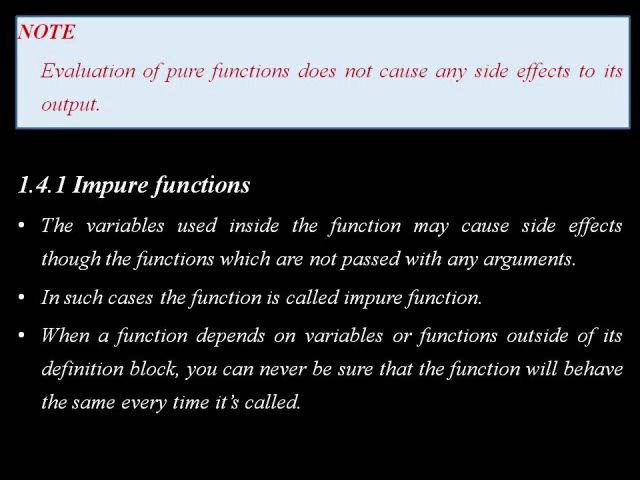 NOTE
Evaluation of pure functions does not cause any side effects to its
output.
1.4.1 Impure functions
• The variables used inside the function may cause side effects
though the functions which are not passed with any arguments.
• In such cases the function is called impure function.
• When a function depends on variables or functions outside of its
definition block, you can never be sure that the function will behave
the same every time it’s called.